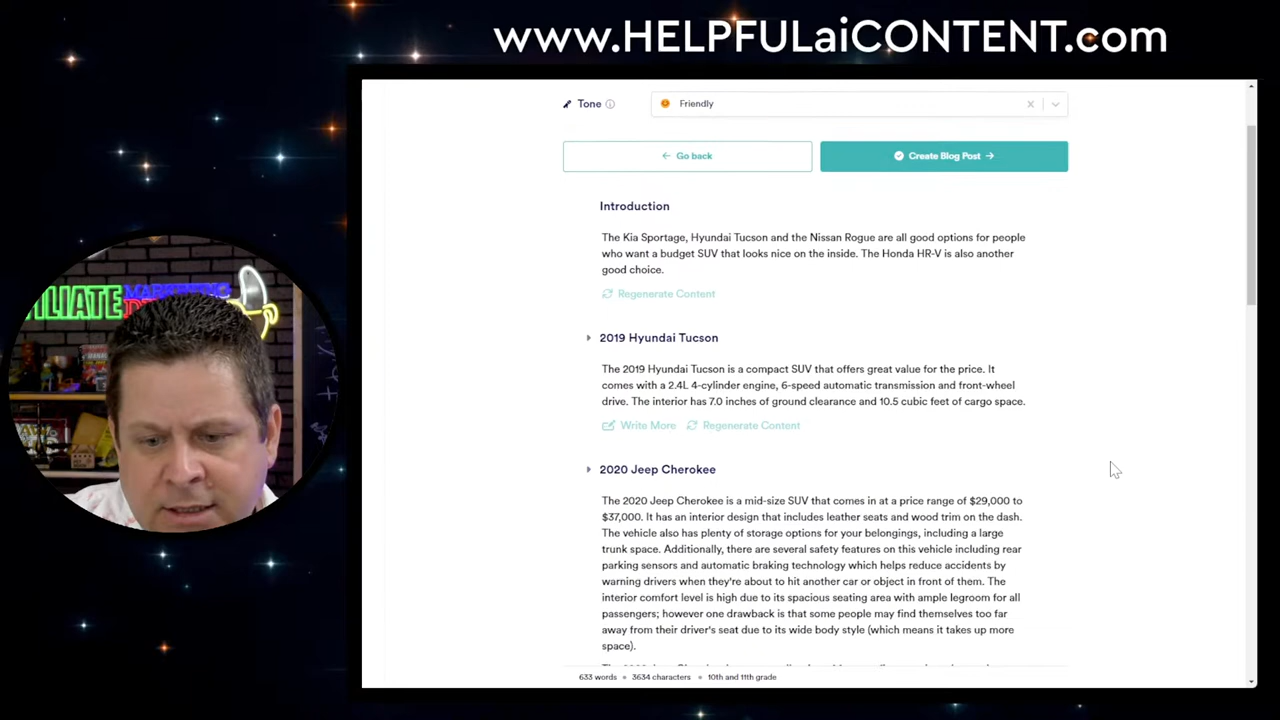 www.HELPFULaiCONTENT.com
Tone
Friendly
Go back
Create Blog Post
Introduction
The Kia Sportage, Hyundai Tucson and the Nissan Rogue are all good options for people
who want a budget SUV that looks nice on the inside. The Honda HR-V is also another
good choice.
Regenerate Content
2019 Hyundai Tucson
The 2019 Hyundai Tucson is a compact SUV that offers great value for the price. It
comes with a 2.4L 4-cylinder engine, 6-speed automatic transmission and front-wheel
drive. The interior has 7.0 inches of ground clearance and 10.5 cubic feet of cargo space.
Write More Regenerate Content
2020 Jeep Cherokee
The 2020 Jeep Cherokee is a mid-size SUV that comes in at a price range of $29,000 to
$37,000. It has an interior design that includes leather seats and wood trim on the dash.
The vehicle also has plenty of storage options for your belongings, including a large
trunk space. Additionally, there are several safety features on this vehicle including rear
parking sensors and automatic braking technology which helps reduce accidents by
warning drivers when they're about to hit another car or object in front of them. The
interior comfort level is high due to its spacious seating area with ample legroom for all
passengers; however one drawback is that some people may find themselves too far
away from their driver's seat due to its wide body style (which means it takes up more
space).
633 words • 3634 characters • 10th and 11th grade
ILIATE MARKETING